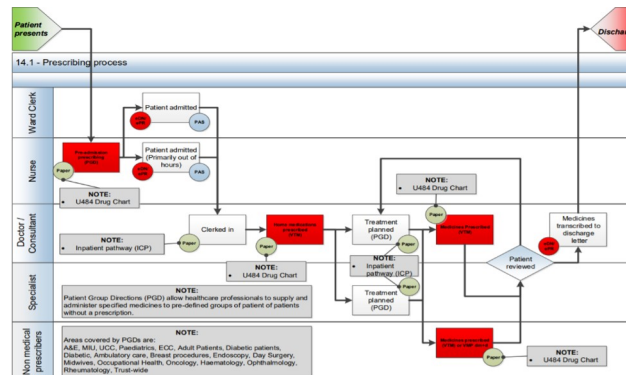 Patient
presents
Discha
14.1 - Prescribing process
Ward Clerk
Patient admitted
PAS
Nurse
Patient admitted
(Primarily out of
hours)
PAS
Paper
NOTE:
• U484 Drug Chart
NOTE:
• U484 Drug Chart
Doctor /
Consultant
Clerked in
Paper
NOTE:
• Inpatient pathway (ICP)
Paper
NOTE:
• U484 Drug Chart
Treatment
planned
(PGD)
Paper
Paper
NOTE:
• Inpatient
pathway (ICP)
Paper
Patient
reviewed
Medicines
transcribed to
discharge
letter
Specialist
NOTE:
Patient Group Directions (PGD) allow healthcare professionals to supply and
administer specified medicines to pre-defined groups of patient of patients
without a prescription.
Treatment
planned
(PGD)
Non medical
prescribers
NOTE:
Areas covered by PGDs are:
A&E, MIU, UCC, Paediatrics, ECC, Adult Patients, Diabetic patients,
Diabetic, Ambulatory care, Breast procedures, Endoscopy, Day Surgery,
Midwives, Occupational Health, Oncology, Haematology, Ophthalmology,
Rheumatology, Trust-wide
Paper
NOTE:
• U484 Drug Chart